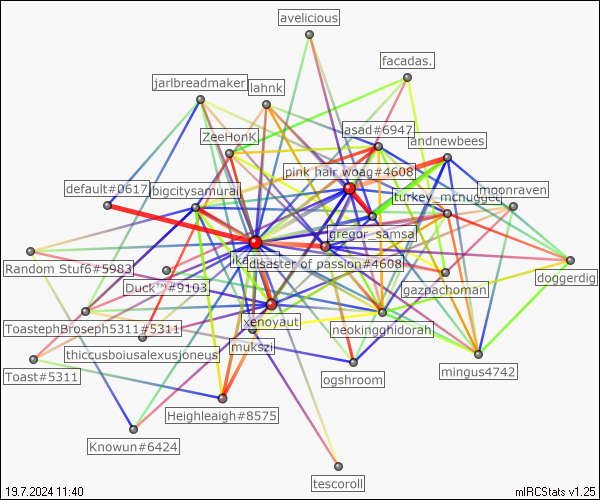 avelicious
facadas.
jarlbreadmaker
lahnk
asad#6947
ZeeHonK
andnewbees
pink hair woag#4608
default#0617
bigcitysamurai
turkey_mcnugget
moonraven
gregor_samsa
disaster of passion#4608
Random Stuf6#5983
doggerdig
Duck™#9103
gazpachoman
xenoyaut
ToastephBroseph5311#5311
neokinghidorah
thiccusboiusalexusjoneus
mukszi
Toast#5311
ogshroom
mingus4742
Heighleaigh#8575
Knowun#6424
tescoroll
19.7.2024 11:40
mIRCStats v1.25